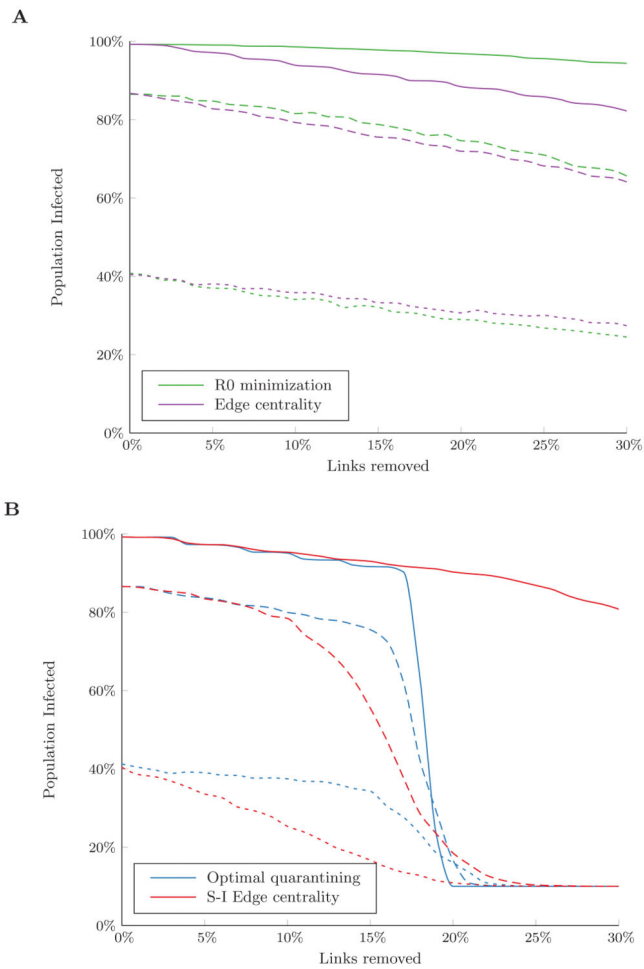 A
100%
80%
60%
40%
20%
0%
Population Infected
R0 minimization
Edge centrality
0% 5% 10% 15% 20% 25% 30%
Links removed
B
100%
80%
60%
40%
20%
0%
Population Infected
Optimal quarantining
S-I Edge centrality
0% 5% 10% 15% 20% 25% 30%
Links removed